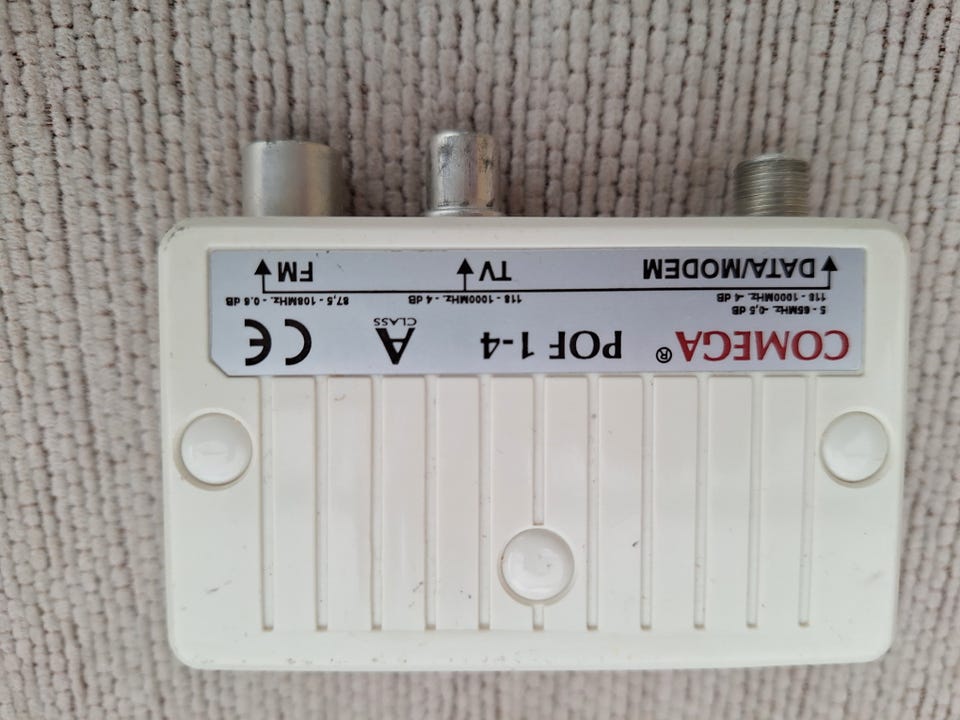 COMEGA® POF 1-4 A CLASS CE
5 - 65MHz. -0,5 dB
118 - 1000MHz. -4 dB 118 - 1000MHz. - 4 dB 87,5 - 108MHz. - 0.6 dB
DATA/MODEM TV FM